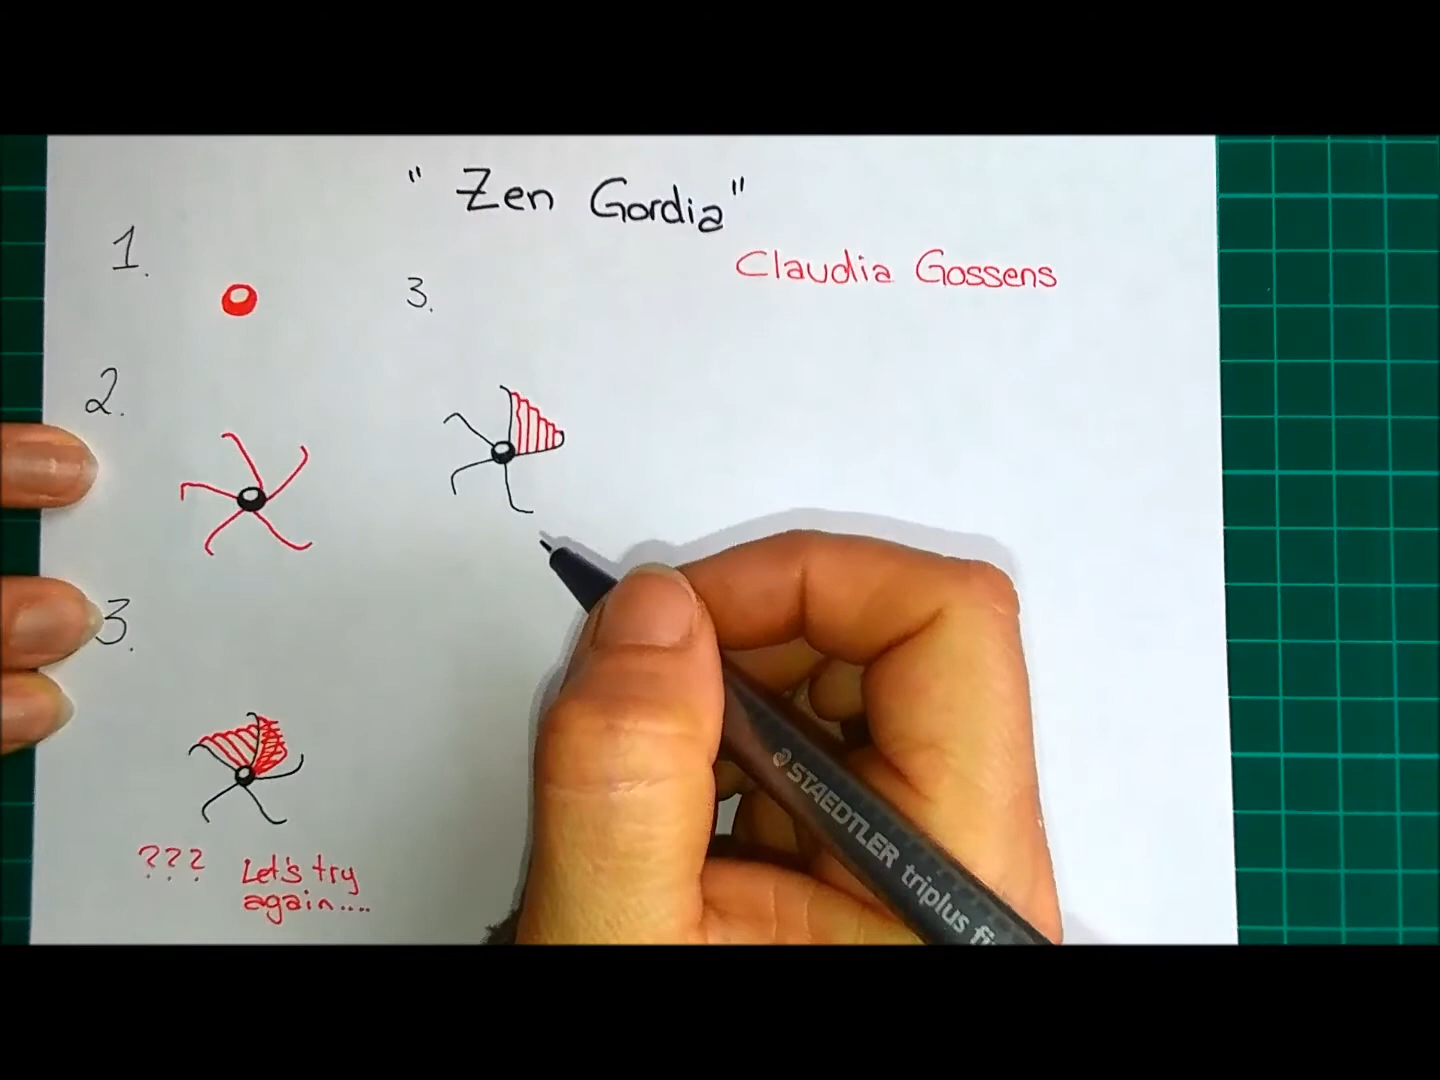 " Zen Gordia"
Claudia Gossens
1.
2.
3.
??? Let's try
again....
3.
STAEDTLER triplus fi